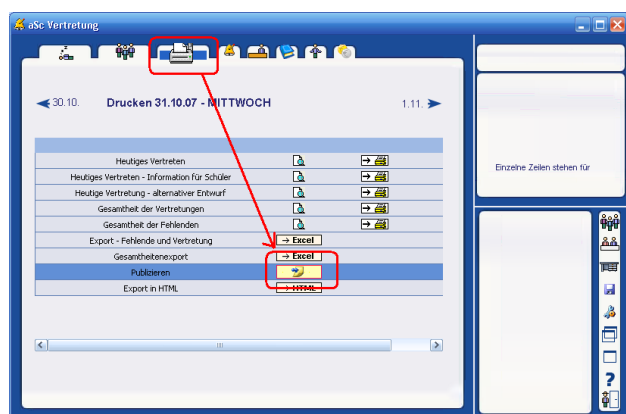 aSc Vertretung
30.10.
Drucken 31.10.07 - MITTWOCH
1.11.
Heutiges Vertreten
Heutiges Vertreten - Information für Schüler
Heutige Vertretung - alternativer Entwurf
Gesamtheit der Vertretungen
Gesamtheit der Fehlenden
Export - Fehlende und Vertretung → Excel
Gesamtheitenexport → Excel
Publizieren
Export in HTML → HTML
Einzelne Zeilen stehen für